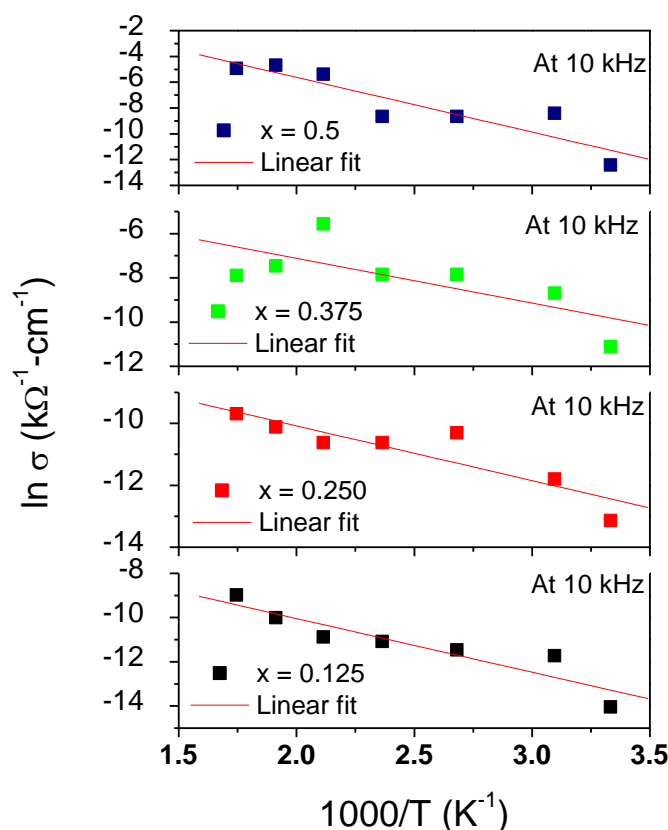 -2
-4
-6
-8
-10
-12
-14
At 10 kHz
x = 0.5
Linear fit
-6
-8
-10
-12
At 10 kHz
x = 0.375
Linear fit
-10
-12
-14
At 10 kHz
x = 0.250
Linear fit
-8
-10
-12
-14
At 10 kHz
x = 0.125
Linear fit
ln σ (kΩ⁻¹-cm⁻¹)
1.5 2.0 2.5 3.0 3.5
1000/T (K⁻¹)